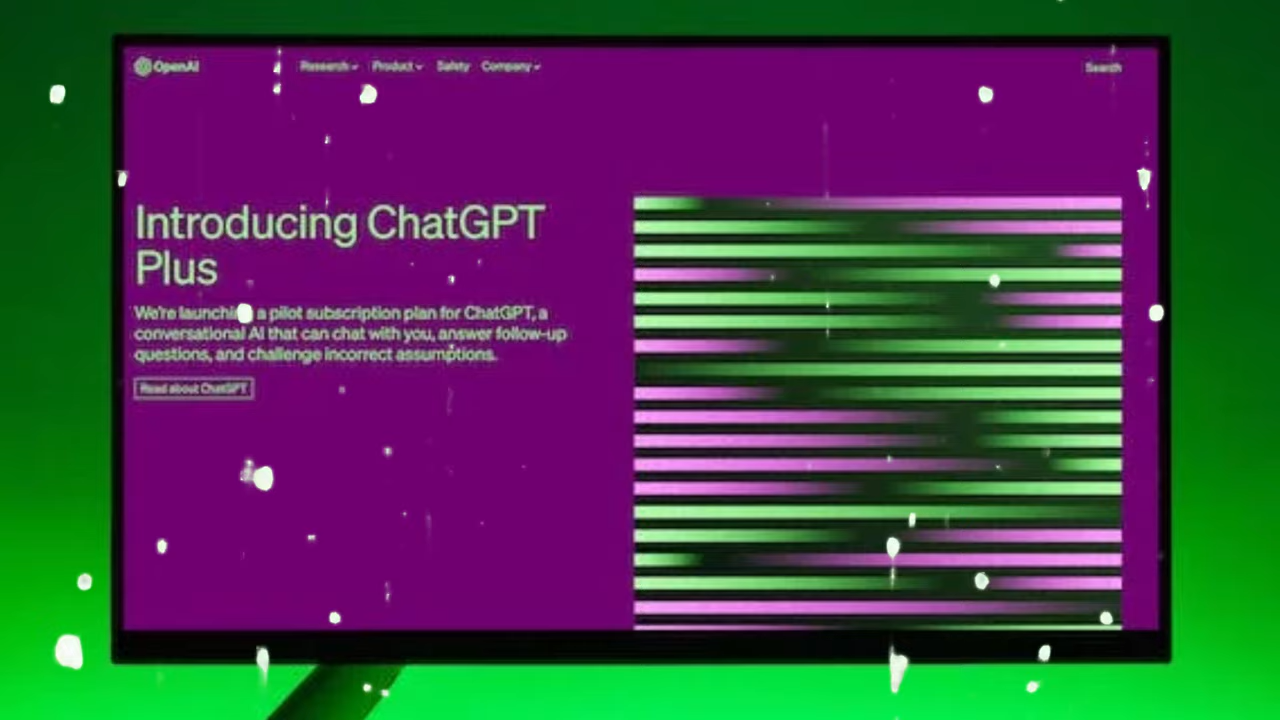 OpenAI
Research Product Safety Company
Search
Introducing ChatGPT
Plus
We're launching a pilot subscription plan for ChatGPT, a
conversational AI that can chat with you, answer follow-up
questions, and challenge incorrect assumptions.
Read about ChatGPT